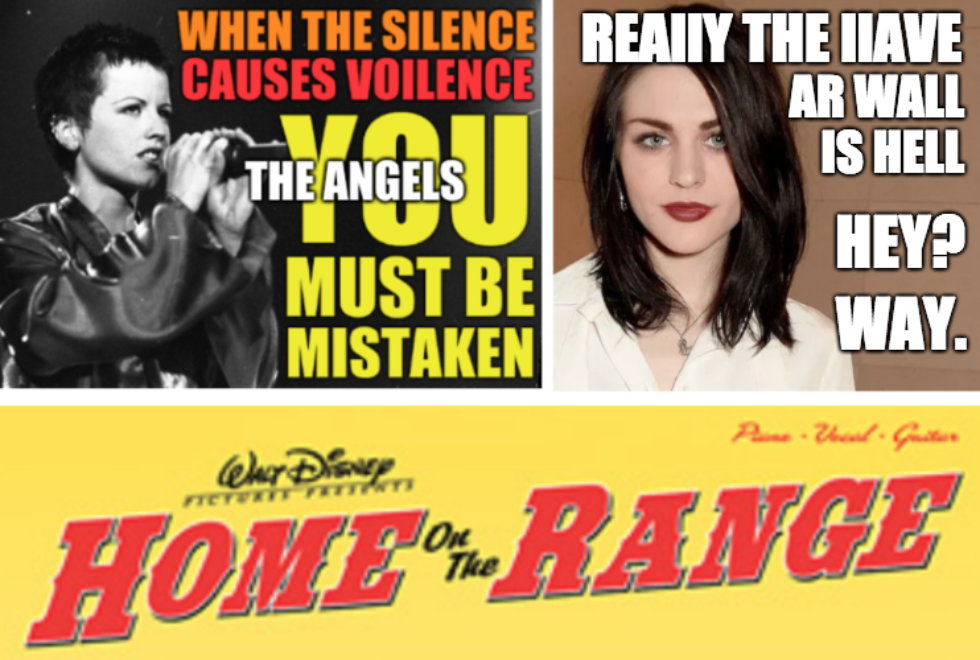 WHEN THE SILENCE
CAUSES VOILENCE
YOU
THE ANGELS
MUST BE
MISTAKEN
REAIIY THE IIAVE
AR WALL
IS HELL
HEY?
WAY.
Piano • Vocal • Guitar
WALT DISNEY
PICTURES PRESENTS
HOME On The RANGE